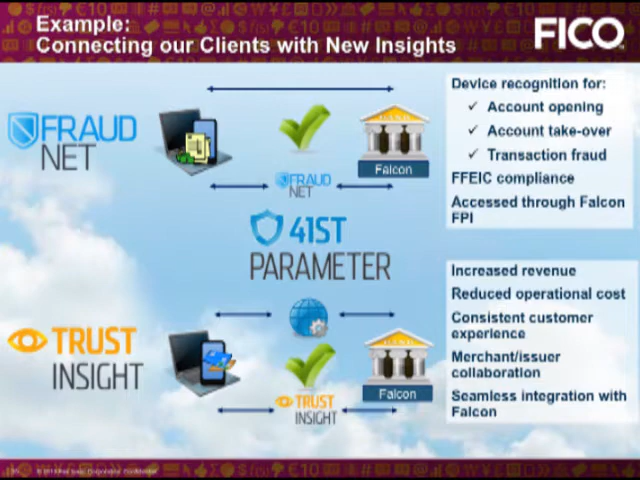 Example:
Connecting our Clients with New Insights
FICO
FRAUD
NET
Falcon
FRAUD
NET
Device recognition for:
✓ Account opening
✓ Account take-over
✓ Transaction fraud
FFEIC compliance
Accessed through Falcon
FPI
41ST
PARAMETER
TRUST
INSIGHT
Falcon
TRUST
INSIGHT
Increased revenue
Reduced operational cost
Consistent customer
experience
Merchant/issuer
collaboration
Seamless integration with
Falcon